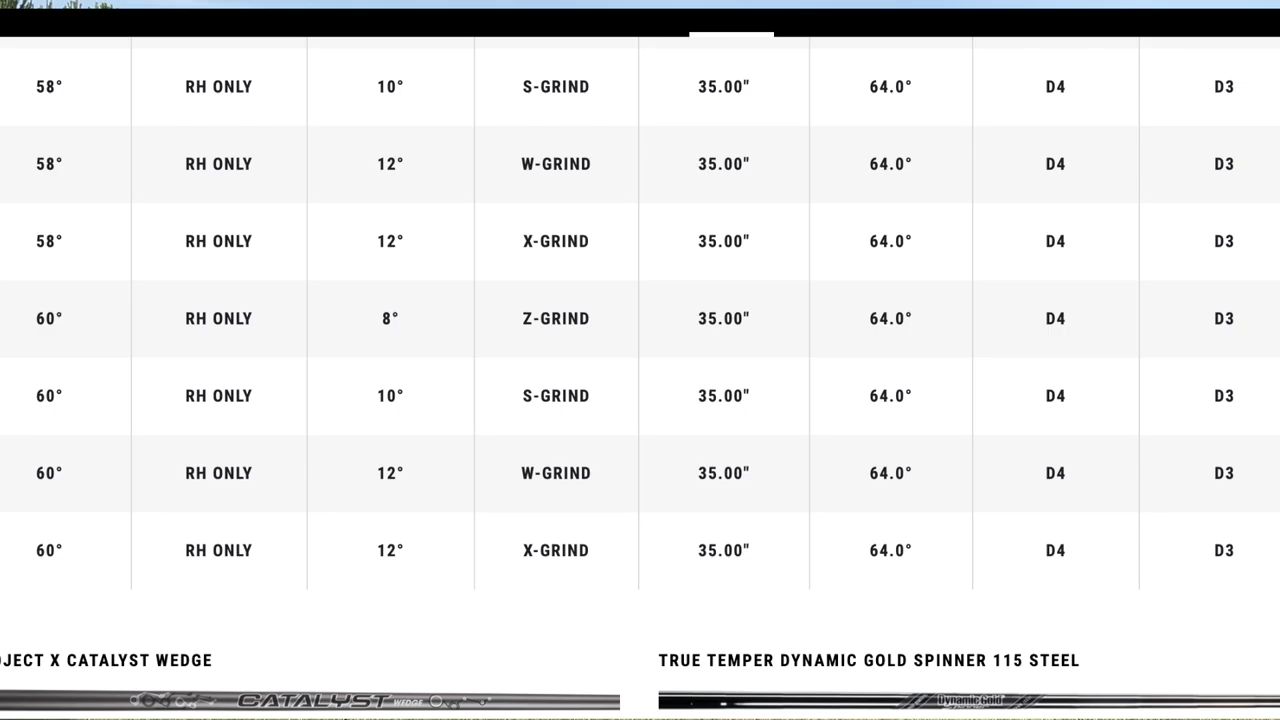 58° RH ONLY 10° S-GRIND 35.00" 64.0° D4 D3
58° RH ONLY 12° W-GRIND 35.00" 64.0° D4 D3
58° RH ONLY 12° X-GRIND 35.00" 64.0° D4 D3
60° RH ONLY 8° Z-GRIND 35.00" 64.0° D4 D3
60° RH ONLY 10° S-GRIND 35.00" 64.0° D4 D3
60° RH ONLY 12° W-GRIND 35.00" 64.0° D4 D3
60° RH ONLY 12° X-GRIND 35.00" 64.0° D4 D3
OJECT X CATALYST WEDGE
TRUE TEMPER DYNAMIC GOLD SPINNER 115 STEEL
CATALYST WEDGE
Dynamic Gold